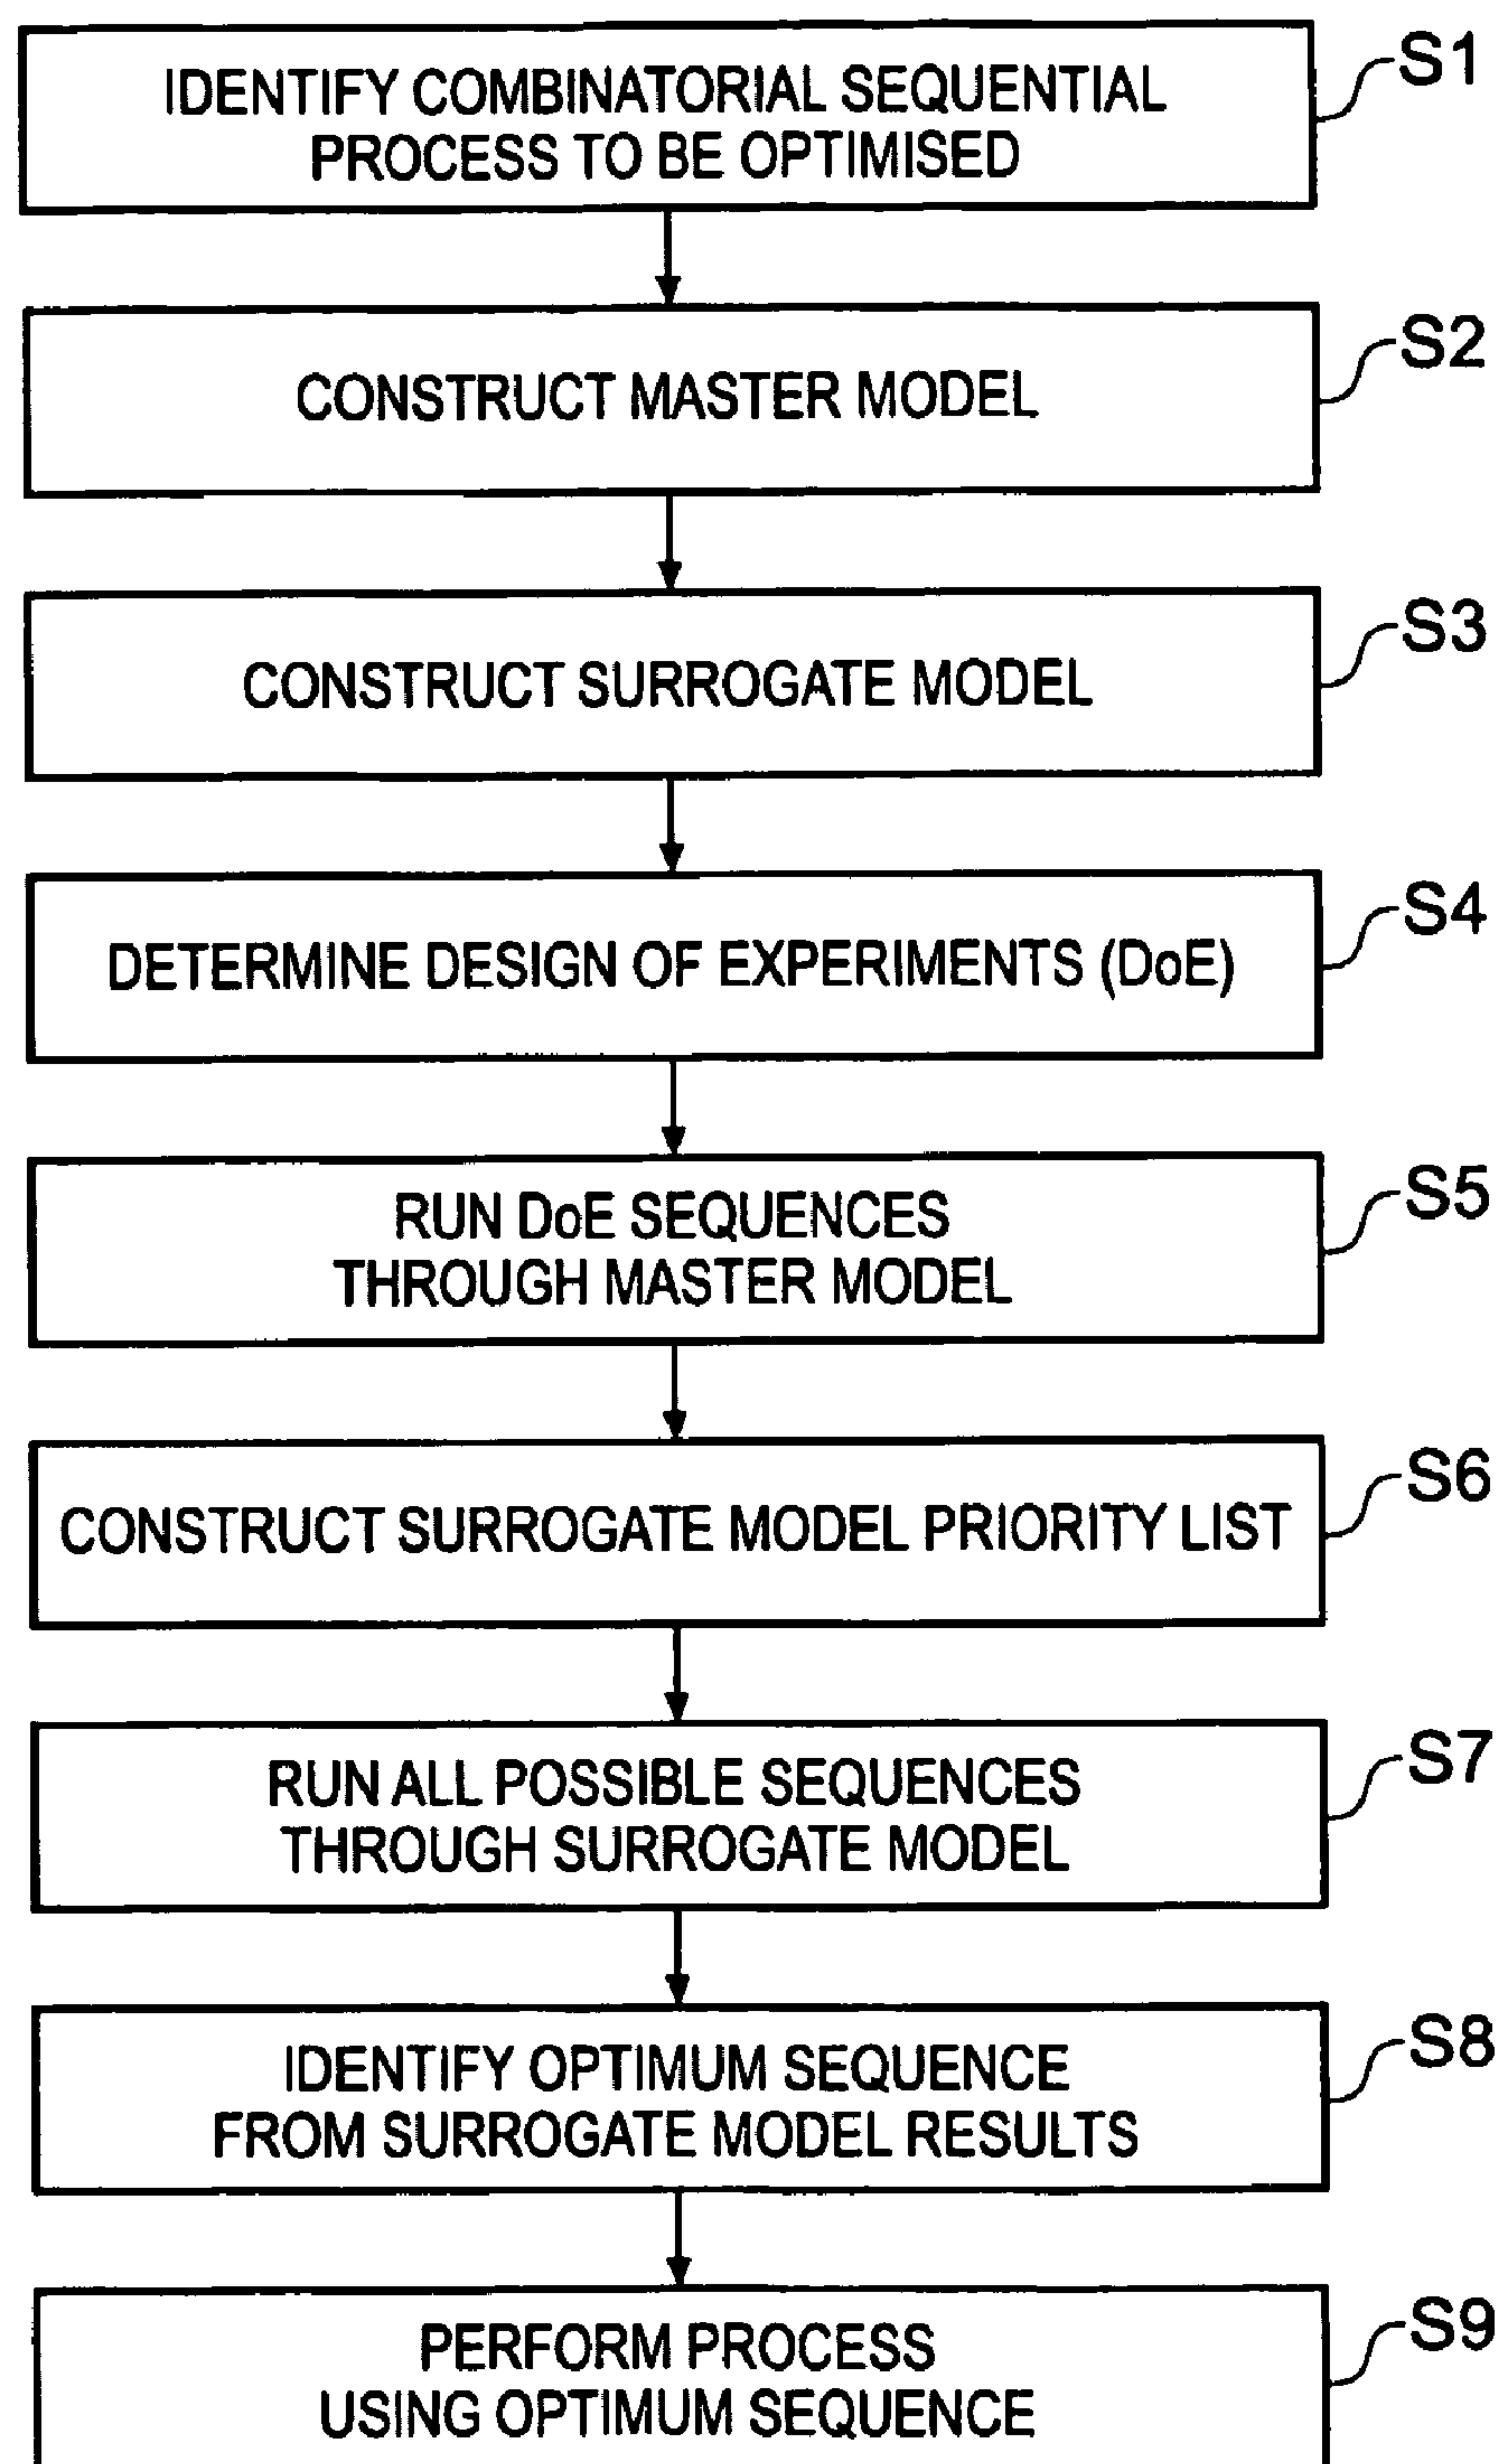 S1
IDENTIFY COMBINATORIAL SEQUENTIAL
PROCESS TO BE OPTIMISED
S2
CONSTRUCT MASTER MODEL
S3
CONSTRUCT SURROGATE MODEL
S4
DETERMINE DESIGN OF EXPERIMENTS (DoE)
S5
RUN DoE SEQUENCES
THROUGH MASTER MODEL
S6
CONSTRUCT SURROGATE MODEL PRIORITY LIST
S7
RUN ALL POSSIBLE SEQUENCES
THROUGH SURROGATE MODEL
S8
IDENTIFY OPTIMUM SEQUENCE
FROM SURROGATE MODEL RESULTS
S9
PERFORM PROCESS
USING OPTIMUM SEQUENCE